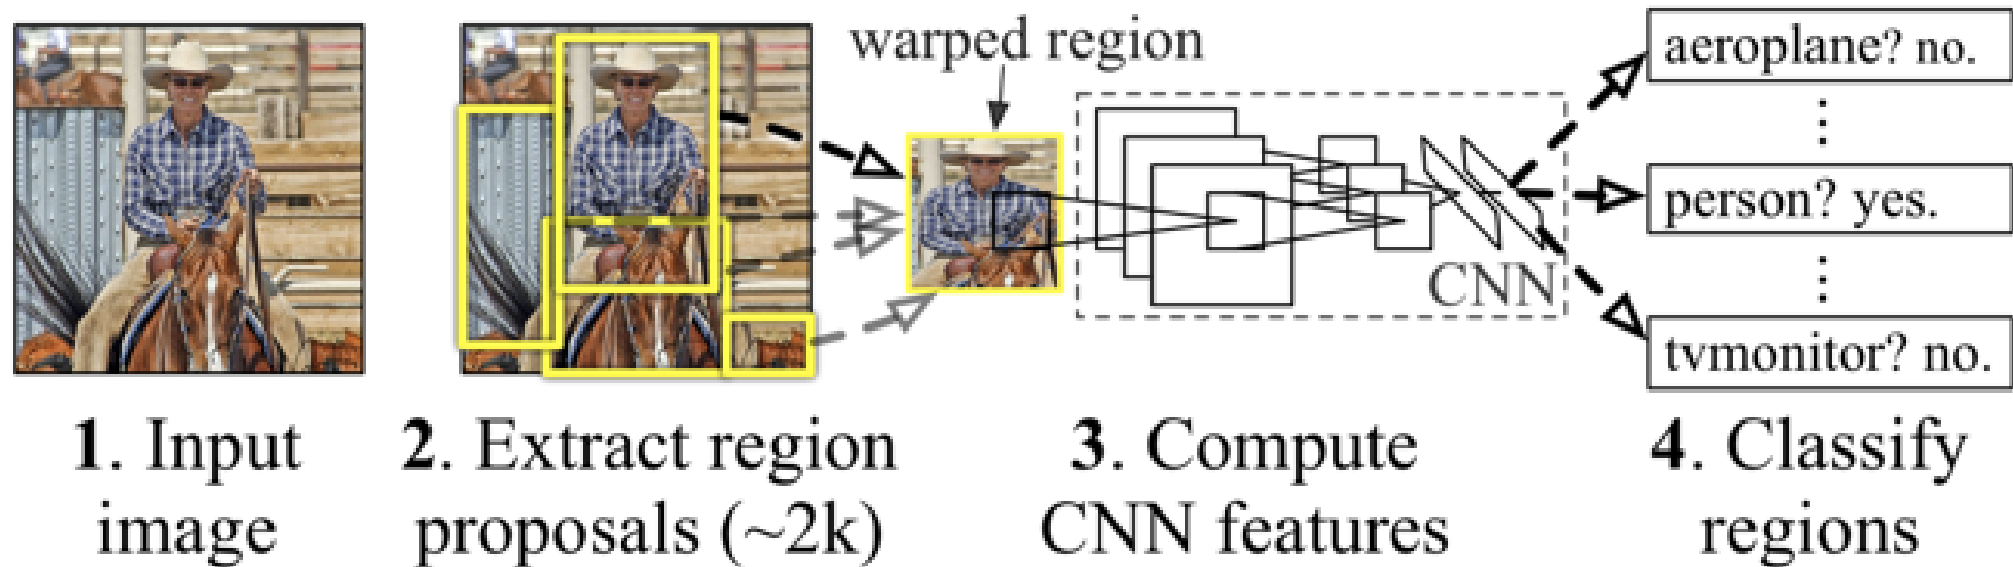 warped region
aeroplane? no.
person? yes.
CNN
tvmonitor? no.
1. Input
image
2. Extract region
proposals (~2k)
3. Compute
CNN features
4. Classify
regions